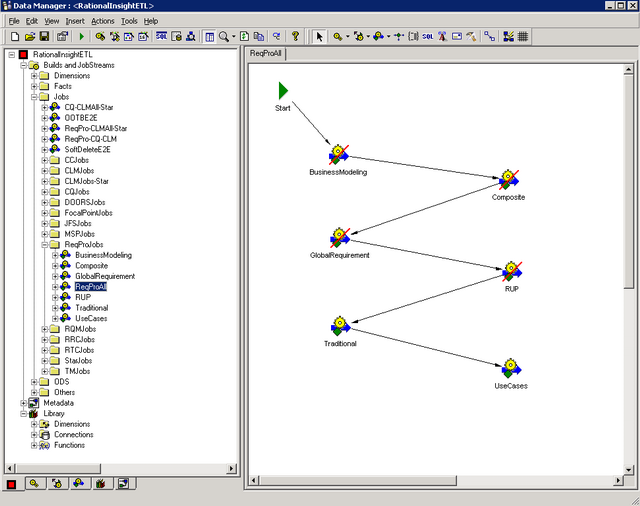 Data Manager : <RationalInsightETL>
File Edit View Insert Actions Tools Help
SQL SQL
RationalInsightETL
Builds and JobStreams
Dimensions
Facts
Jobs
CQ-CLMAll-Star
ODTBE2E
ReqPro-CLMAll-Star
ReqPro-CQ-CLM
SoftDeleteE2E
CCJobs
CLMJobs
CLMJobs-Star
CQJobs
DOORSJobs
FocalPointJobs
JFSJobs
MSPJobs
ReqProJobs
BusinessModeling
Composite
GlobalRequirement
ReqProAll
RUP
Traditional
UseCases
RQMJobs
RRCJobs
RTCJobs
StarJobs
TMJobs
ODS
Others
Metadata
Library
Dimensions
Connections
Functions
ReqProAll
Start
BusinessModeling
Composite
GlobalRequirement
RUP
Traditional
UseCases